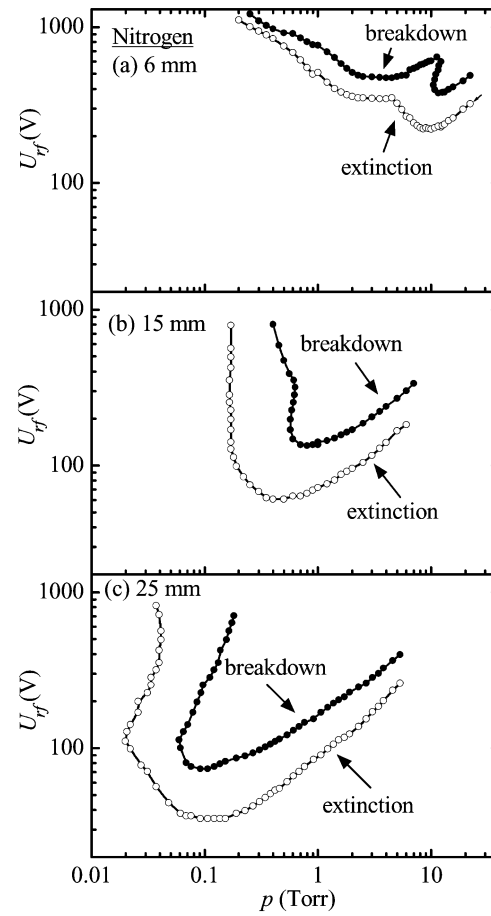 Nitrogen
(a) 6 mm
breakdown
extinction
1000
100
U_rf (V)
(b) 15 mm
breakdown
extinction
1000
100
U_rf (V)
(c) 25 mm
breakdown
extinction
1000
100
U_rf (V)
0.01 0.1 1 10
p (Torr)